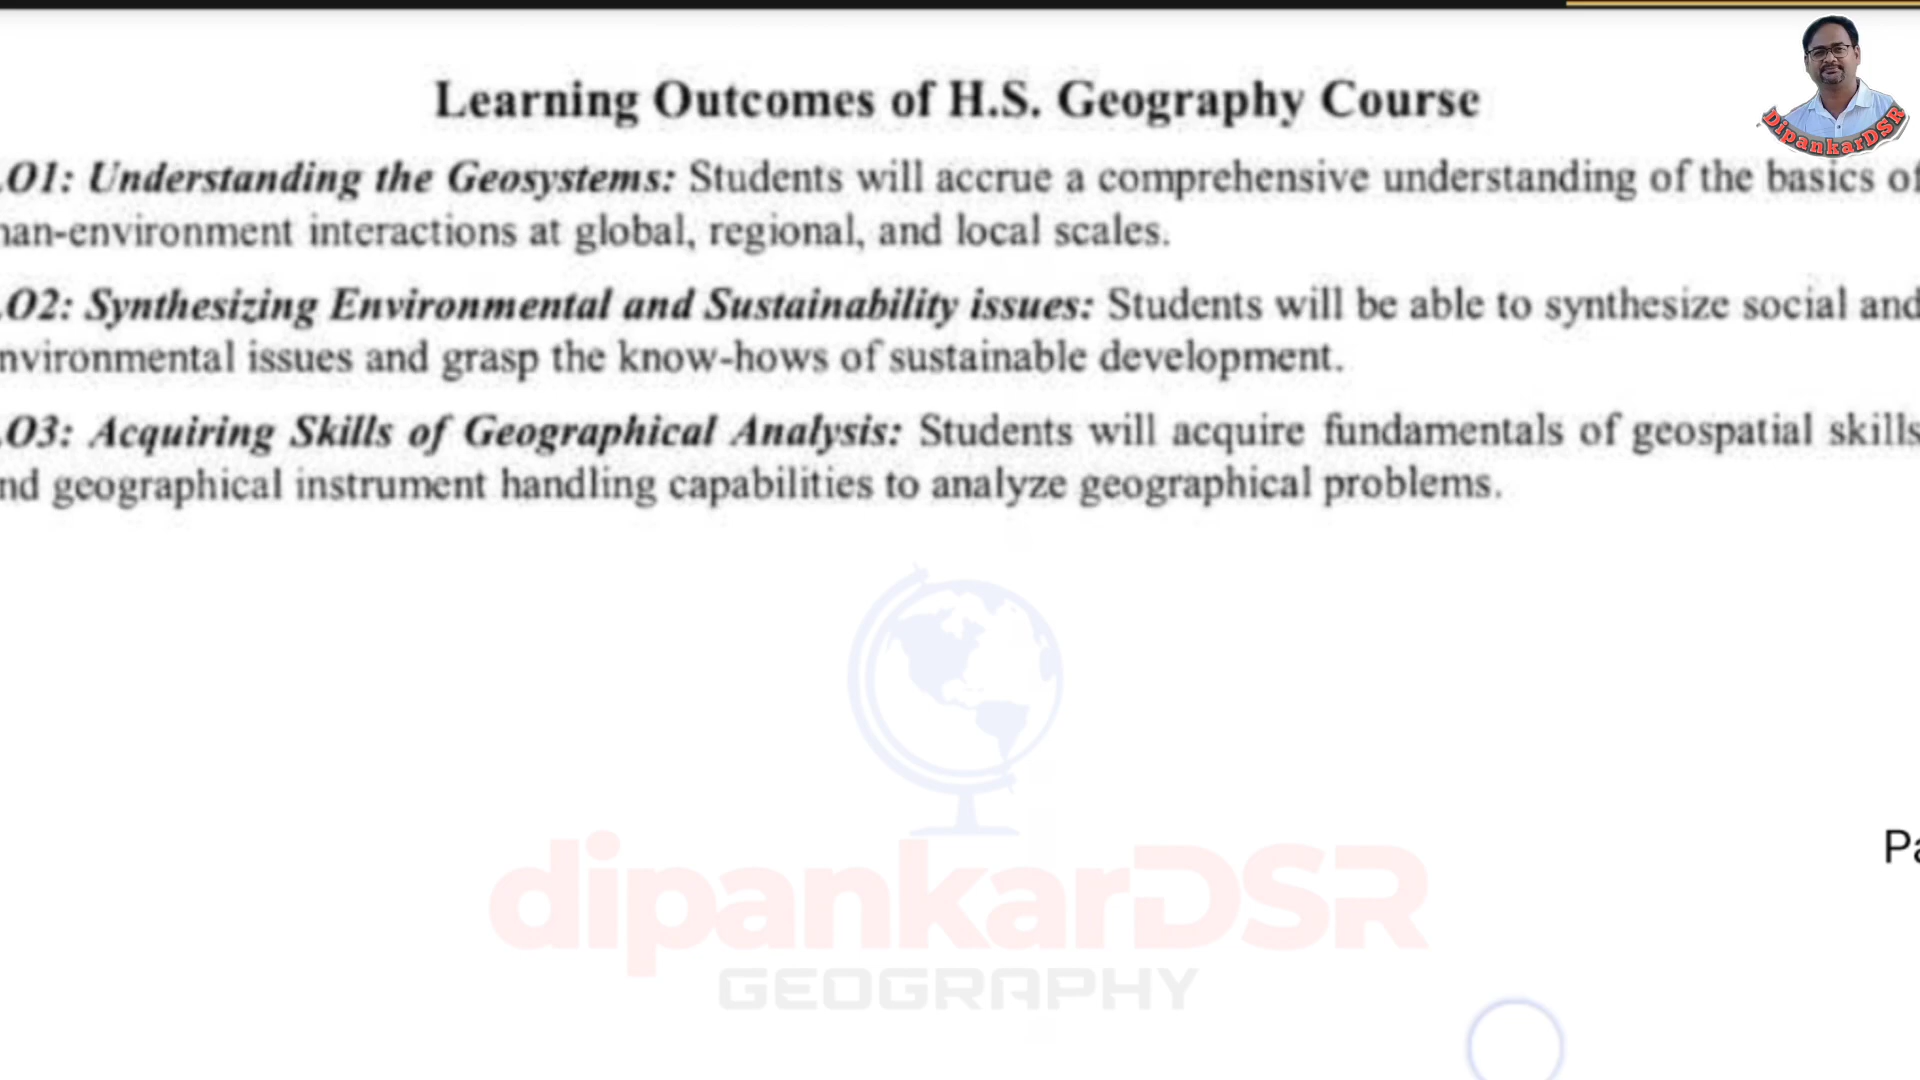 Learning Outcomes of H.S. Geography Course
DipankarDSR
.O1: Understanding the Geosystems: Students will accrue a comprehensive understanding of the basics of
nan-environment interactions at global, regional, and local scales.
.O2: Synthesizing Environmental and Sustainability issues: Students will be able to synthesize social and
nvironmental issues and grasp the know-hows of sustainable development.
.O3: Acquiring Skills of Geographical Analysis: Students will acquire fundamentals of geospatial skills
nd geographical instrument handling capabilities to analyze geographical problems.
Pa
dipankarDSR
GEOGRAPHY